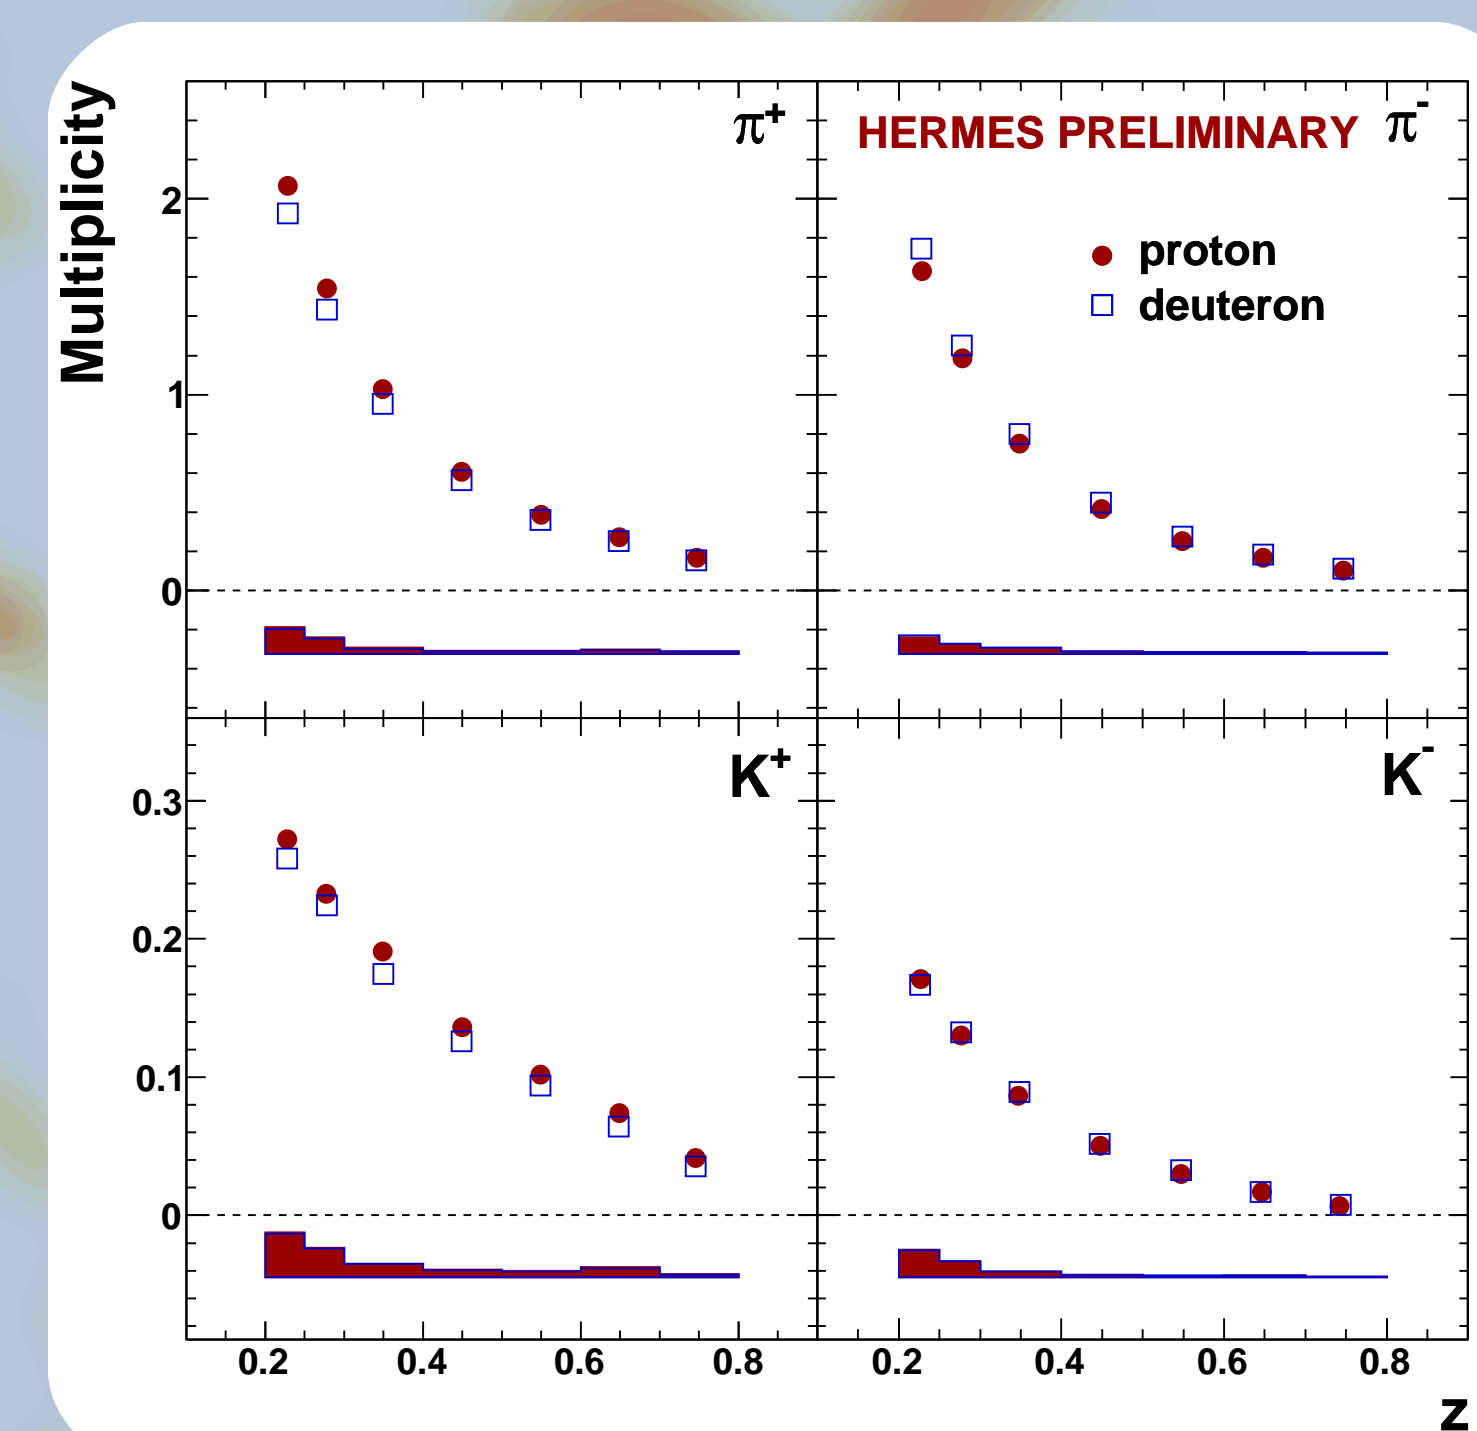 Multiplicity
π+
HERMES PRELIMINARY π-
proton
deuteron
2
1
0
K+
K-
0.3
0.2
0.1
0
0.2 0.4 0.6 0.8 0.2 0.4 0.6 0.8
z